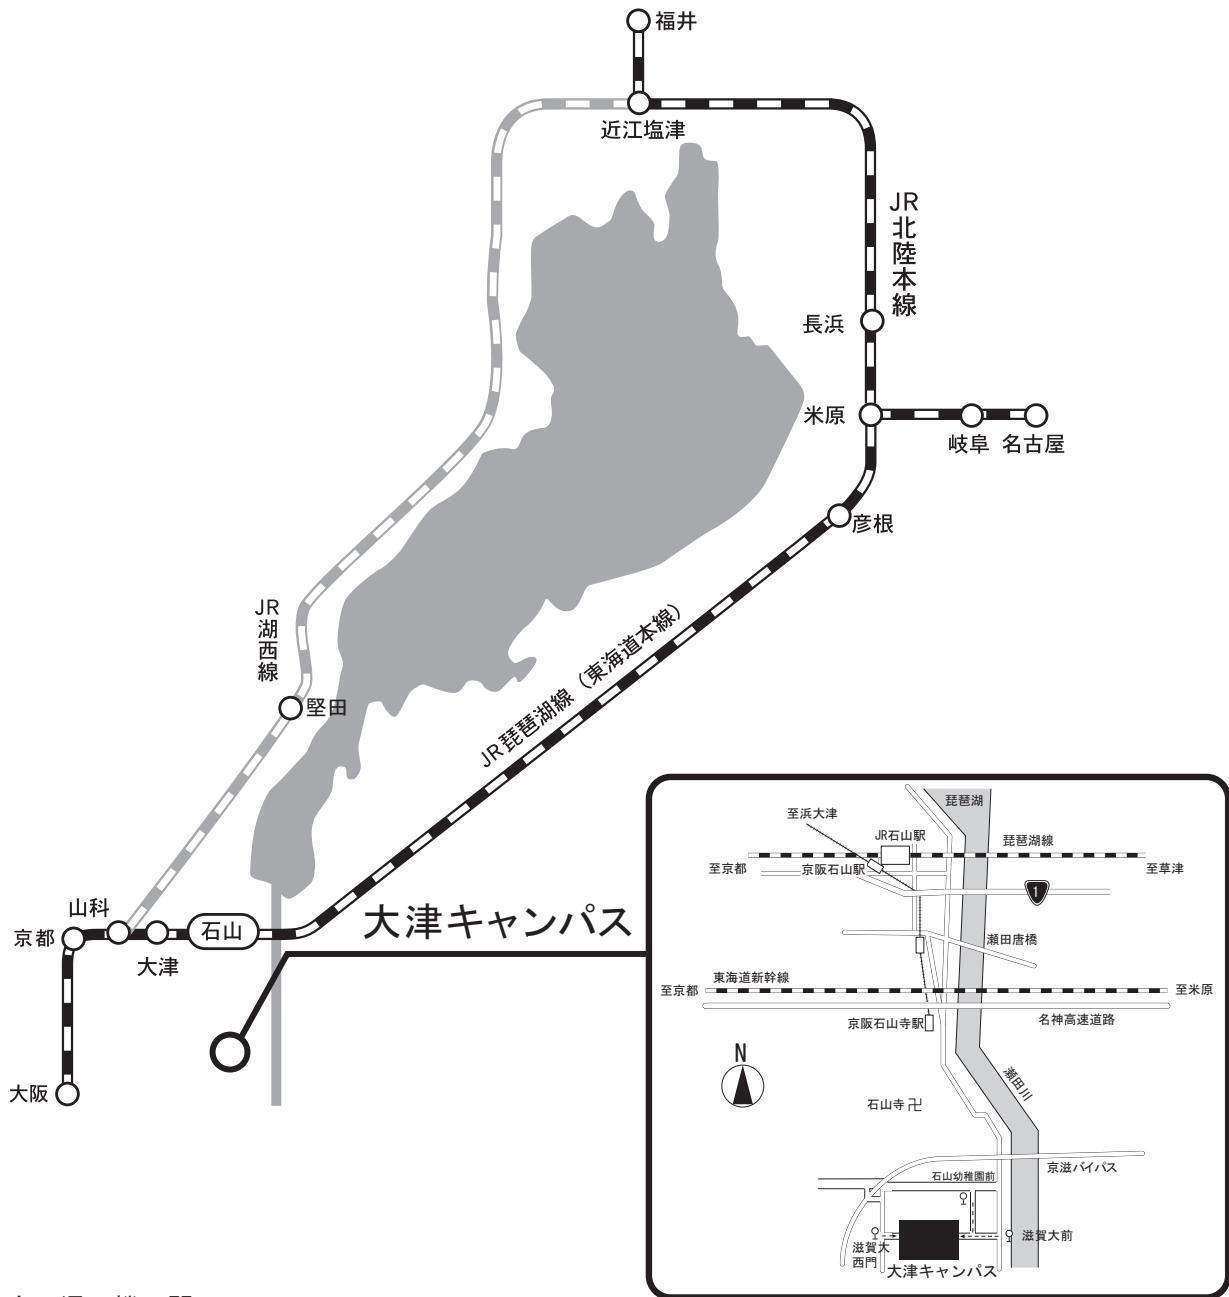 福井
近江塩津
JR北陸本線
長浜
米原
岐阜
名古屋
彦根
JR琵琶湖線（東海道本線）
JR湖西線
堅田
山科
京都
大津
石山
大阪
大津キャンパス
琵琶湖
至浜大津
JR石山駅
琵琶湖線
至京都
京阪石山駅
至草津
1
瀬田唐橋
東海道新幹線
至京都
至米原
京阪石山寺駅
名神高速道路
N
瀬田川
石山寺卍
京滋バイパス
石山幼稚園前
滋賀大
西門
滋賀大前
大津キャンパス